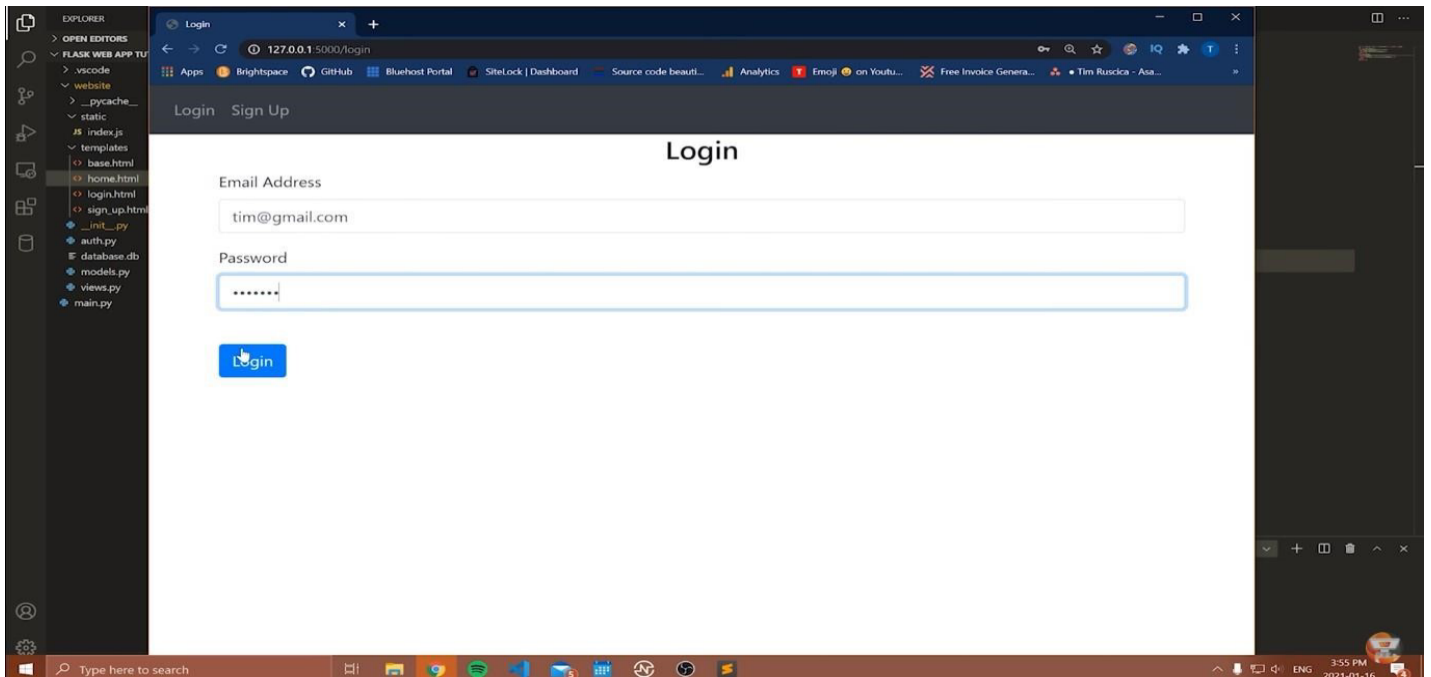 EXPLORER
OPEN EDITORS
FLASK WEB APP TU
.vscode
website
__pycache__
static
JS index.js
templates
<> base.html
<> home.html
<> login.html
<> sign_up.html
__init__.py
auth.py
database.db
models.py
views.py
main.py
Login
127.0.0.1:5000/login
IQ
T
Apps Brightspace GitHub Bluehost Portal SiteLock | Dashboard Source code beauti... Analytics T Emoji 😀 on Youtu... Free Invoice Genera... • Tim Ruscica - Asa... »
Login Sign Up
Login
Email Address
tim@gmail.com
Password
•••••••
Login
Type here to search
ENG
3:55 PM
2021-01-16